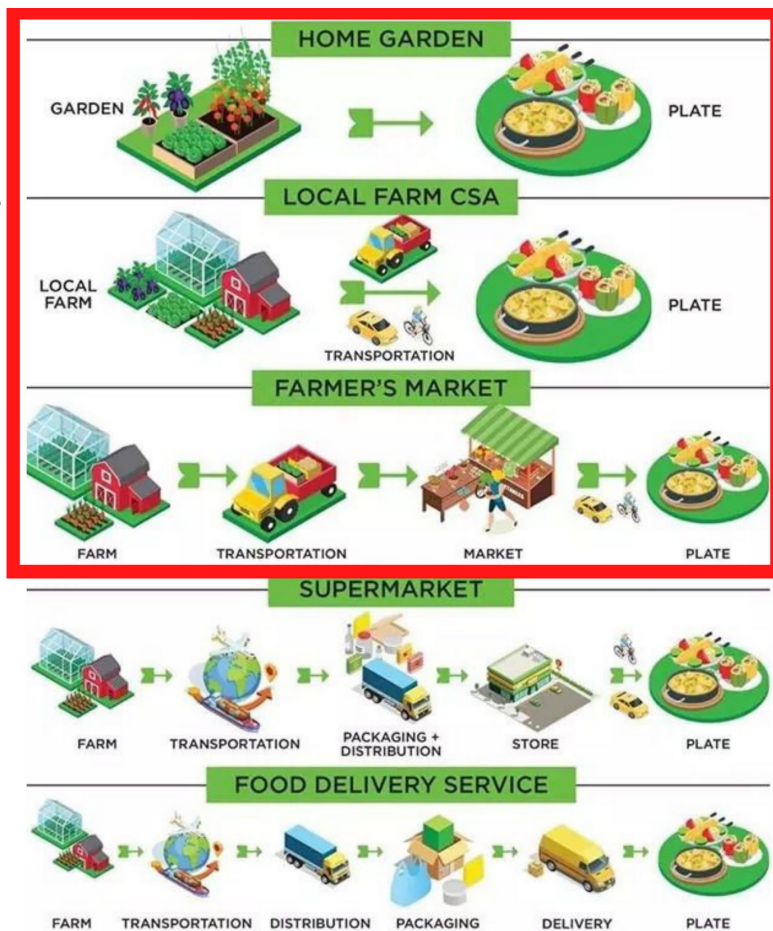 HOME GARDEN
GARDEN
PLATE
LOCAL FARM CSA
LOCAL
FARM
TRANSPORTATION
PLATE
FARMER'S MARKET
FARM
TRANSPORTATION
MARKET
PLATE
SUPERMARKET
FARM
TRANSPORTATION
PACKAGING +
DISTRIBUTION
STORE
PLATE
FOOD DELIVERY SERVICE
FARM
TRANSPORTATION
DISTRIBUTION
PACKAGING
DELIVERY
PLATE